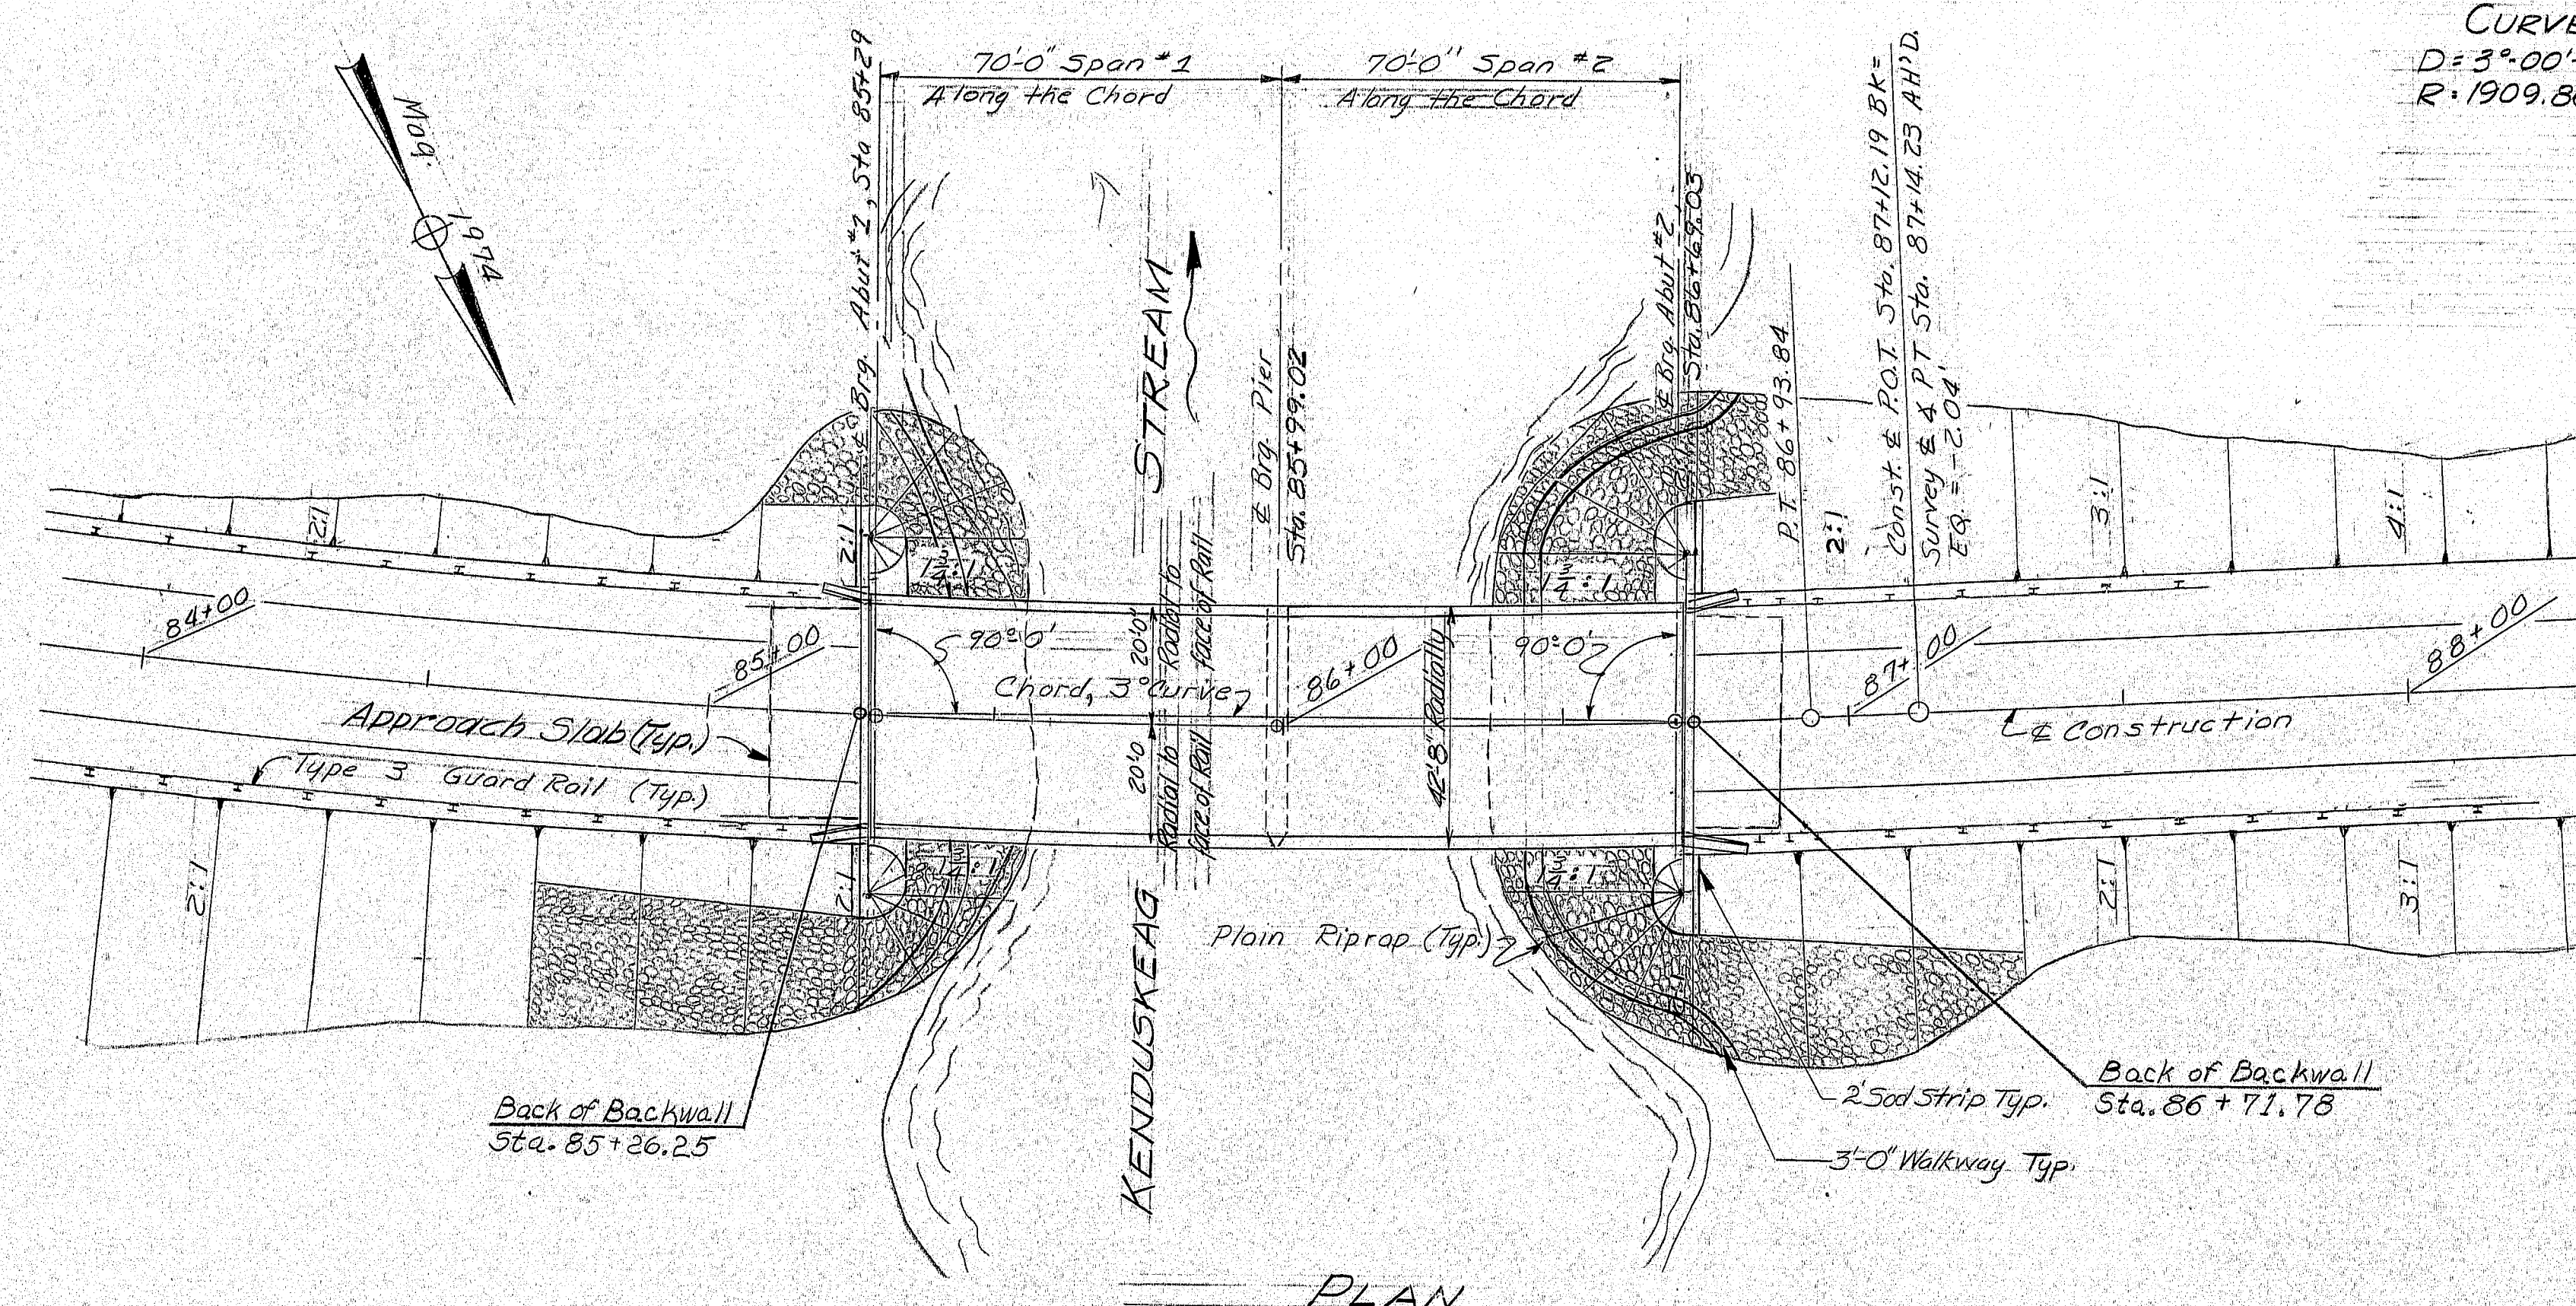 CURVE
D = 3°-00'-
R = 1909.8
70'-0" Span #1
Along the Chord
70'-0" Span #2
Along the Chord
Mag.
1974
℄ Brg. Abut. #1, Sta 85+29
STREAM
℄ Brg. Pier
Sta. 85+99.02
℄ Brg. Abut #2,
Sta. 86+69.03
P.T. 86+93.84
Const. ℄ P.O.T. Sta. 87+12.19 BK=
Survey ℄ & PT Sta. 87+14.23 AH'D.
EQ. = -2.04'
2:1
2:1
1 3/4 : 1
1 3/4 : 1
2:1
3:1
4:1
84+00
85+00
90°0'
20'-0"
Radial to
face of Rail
Chord, 3° Curve
86+00
42'-8" Radially
90°-0'
87+00
88+00
℄ Construction
Approach Slab (Typ.)
Type 3 Guard Rail (Typ.)
20'-0
Radial to
face of Rail
2:1
2:1
1 3/4 : 1
1 3/4 : 1
2:1
3:1
KENDUSKEAG
Plain Riprap (Typ.)
Back of Backwall
Sta. 85+26.25
2' Sod Strip Typ.
3'-0" Walkway Typ.
Back of Backwall
Sta. 86+71.78
PLAN